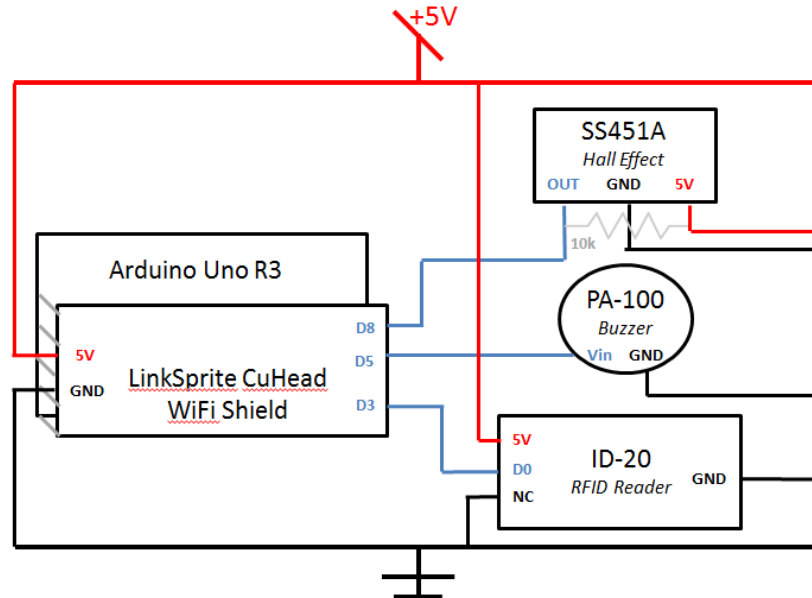 +5V
SS451A
Hall Effect
OUT GND 5V
10k
Arduino Uno R3
PA-100
Buzzer
Vin GND
D8
5V
D5
GND
LinkSprite CuHead
WiFi Shield
D3
5V
ID-20
D0
RFID Reader
GND
NC